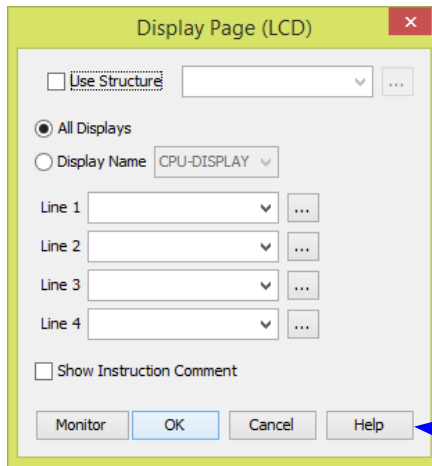 Display Page (LCD)
Use Structure
...
All Displays
Display Name CPU-DISPLAY
Line 1 ...
Line 2 ...
Line 3 ...
Line 4 ...
Show Instruction Comment
Monitor OK Cancel Help